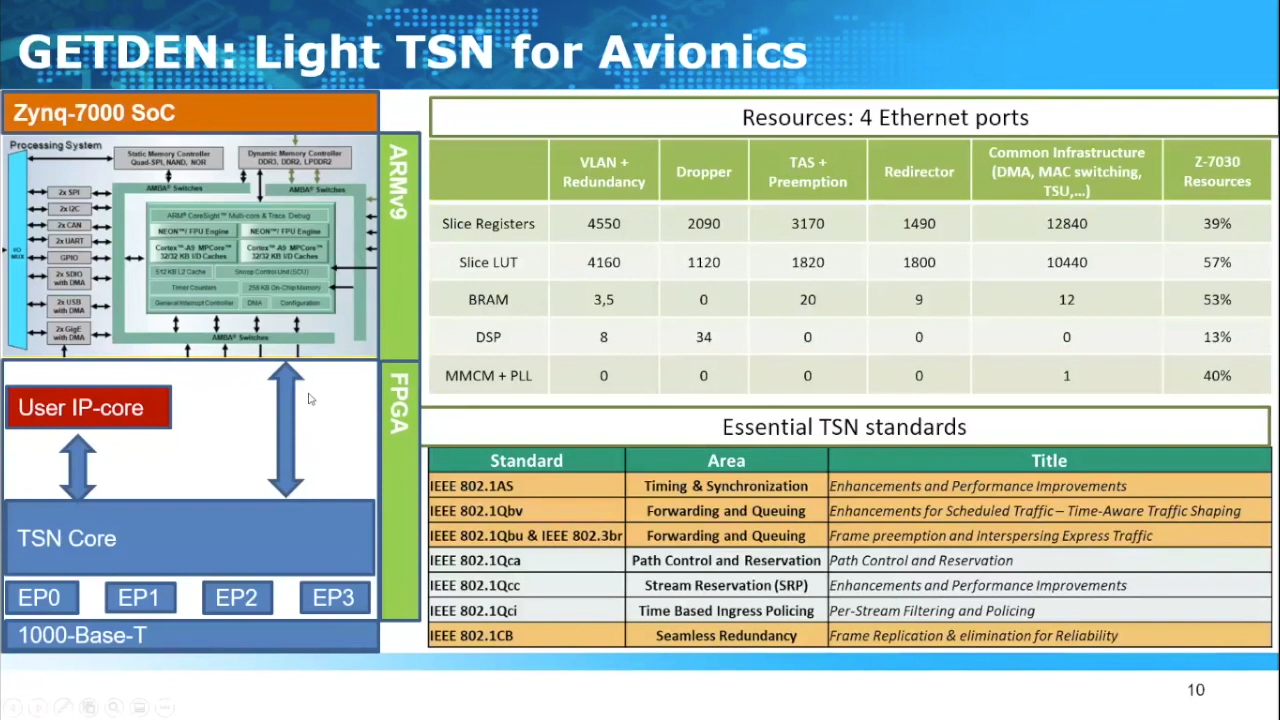 GETDEN: Light TSN for Avionics
Zynq-7000 SoC
Processing System
Static Memory Controller
Quad-SPI, NAND, NOR
Dynamic Memory Controller
DDR3, DDR2, LPDDR2
AMBA® Switches
AMBA® Switches
2x SPI
2x I2C
2x CAN
2x UART
GPIO
2x SDIO
with DMA
2x USB
with DMA
2x GigE
with DMA
I/O
MUX
ARM® CoreSight™ Multi-core & Trace Debug
NEON™/ FPU Engine
NEON™/ FPU Engine
Cortex™-A9 MPCore™
32/32 KB I/D Caches
Cortex™-A9 MPCore™
32/32 KB I/D Caches
512 KB L2 Cache
Snoop Control Unit (SCU)
Timer Counters
256 KB On-Chip Memory
General Interrupt Controller
DMA
Configuration
AMBA® Switches
ARMv9
FPGA
User IP-core
TSN Core
EP0 EP1 EP2 EP3
1000-Base-T
Resources: 4 Ethernet ports
VLAN + Redundancy Dropper TAS + Preemption Redirector Common Infrastructure (DMA, MAC switching, TSU,...) Z-7030 Resources
Slice Registers 4550 2090 3170 1490 12840 39%
Slice LUT 4160 1120 1820 1800 10440 57%
BRAM 3,5 0 20 9 12 53%
DSP 8 34 0 0 0 13%
MMCM + PLL 0 0 0 0 1 40%
Essential TSN standards
Standard Area Title
IEEE 802.1AS Timing & Synchronization Enhancements and Performance Improvements
IEEE 802.1Qbv Forwarding and Queuing Enhancements for Scheduled Traffic – Time-Aware Traffic Shaping
IEEE 802.1Qbu & IEEE 802.3br Forwarding and Queuing Frame preemption and Interspersing Express Traffic
IEEE 802.1Qca Path Control and Reservation Path Control and Reservation
IEEE 802.1Qcc Stream Reservation (SRP) Enhancements and Performance Improvements
IEEE 802.1Qci Time Based Ingress Policing Per-Stream Filtering and Policing
IEEE 802.1CB Seamless Redundancy Frame Replication & elimination for Reliability
10